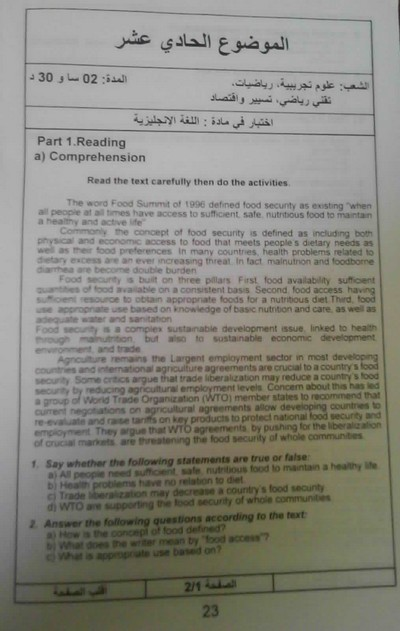 الموضوع الحادي عشر
الشعب: علوم تجريبية، رياضيات،
تقني رياضي، تسيير واقتصاد
المدة: 02 سا و 30 د
اختبار في مادة : اللغة الإنجليزية
Part 1.Reading
a) Comprehension
Read the text carefully then do the activities.
The word Food Summit of 1996 defined food security as existing "when
all people at all times have access to sufficient, safe, nutritious food to maintain
a healthy and active life"
Commonly, the concept of food security is defined as including both
physical and economic access to food that meets people's dietary needs as
well as their food preferences. In many countries, health problems related to
dietary excess are an ever increasing threat. In fact, malnutrion and foodborne
diarrhea are become double burden.
Food security is built on three pillars. First, food availability, sufficient
quantities of food available on a consistent basis. Second, food access: having
sufficient resource to obtain appropriate foods for a nutritious diet.Third, food
use: appropriate use based on knowledge of basic nutrition and care, as well as
adequate water and sanitation.
Food security is a complex sustainable development issue, linked to health
through malnutrition, but also to sustainable economic development
environment, and trade.
Agriculture remains the Largent employment sector in most developing
countries and international agriculture agreements are crucial to a country's food
security. Some critics argue that trade liberalization may reduce a country's food
security by reducing agricultural employment levels. Concern about this has led
a group of World Trade Organization (WTO) member states to recommend that
current negotiations on agricultural agreements allow developing countries to
re-evaluate and raise tariffs on key products to protect national food security and
employment. They argue that WTO agreements, by pushing for the liberalization
of crucial markets, are threatening the food security of whole communities.
1. Say whether the following statements are true or false:
a) All people need sufficient, safe, nutritious food to maintain a healthy life.
b) Health problems have no relation to diet.
c) Trade liberalization may decrease a country's food security.
d) WTO are supporting the food security of whole communities.
2. Answer the following questions according to the text:
a) How is the concept of food defined?
b) What does the writer mean by "food access"?
c) What is appropriate use based on?
الصفحة 2/1
اقلب الصفحة
23